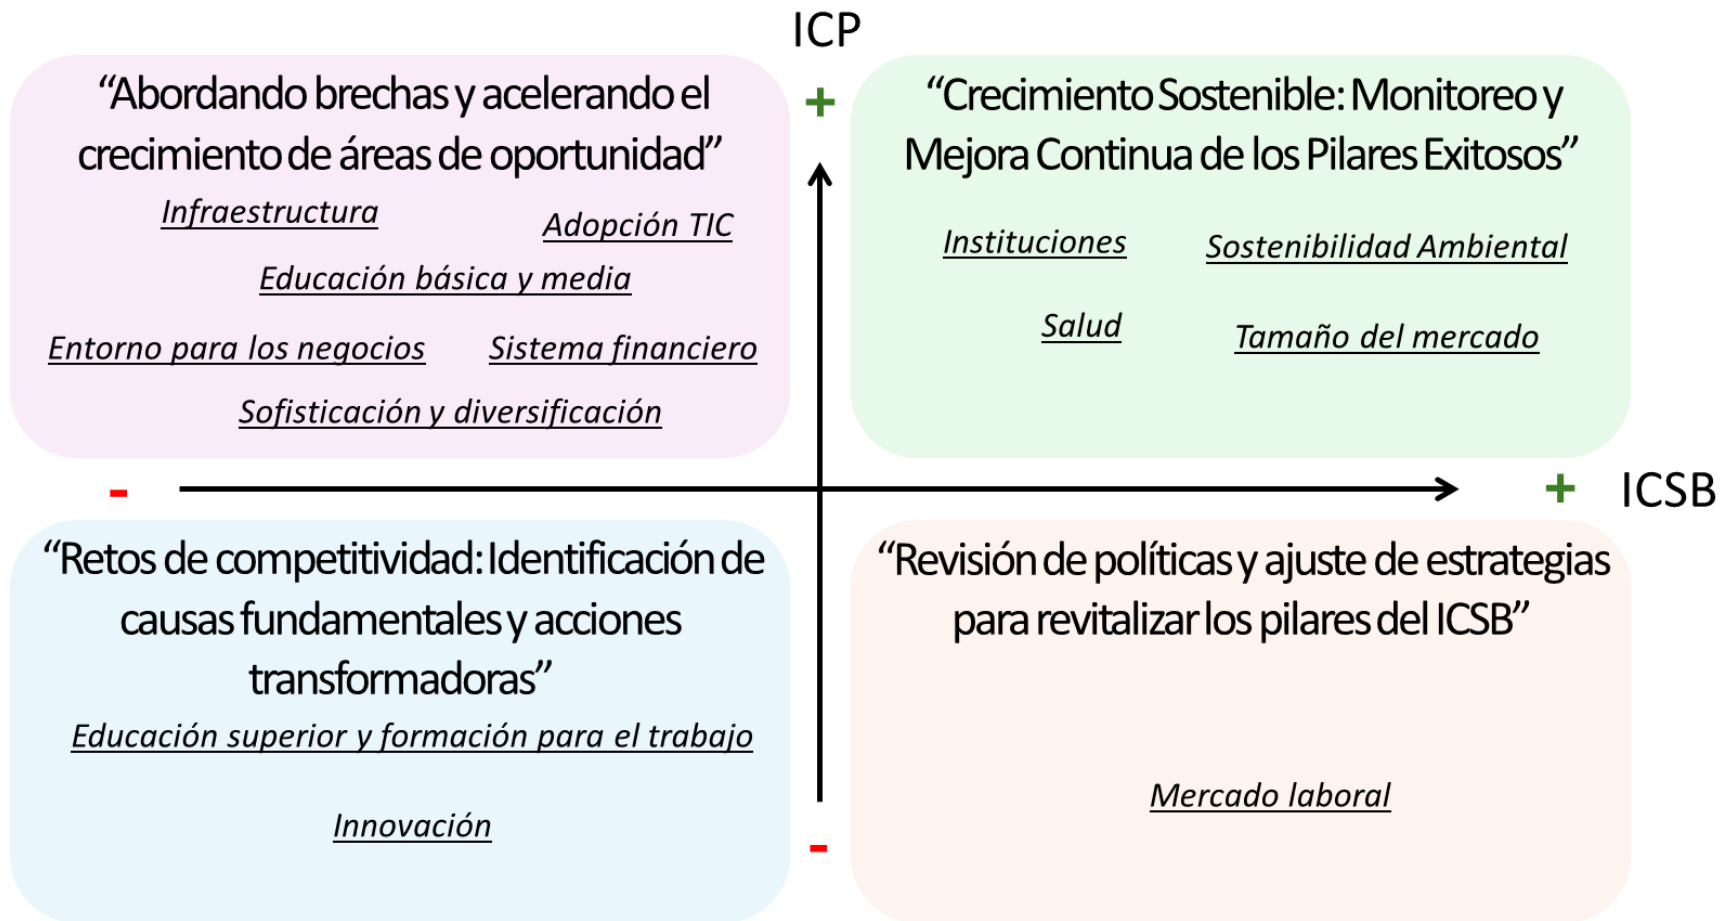 ICP
“Abordando brechas y acelerando el
crecimiento de áreas de oportunidad”
Infraestructura
Adopción TIC
Educación básica y media
Entorno para los negocios
Sistema financiero
Sofisticación y diversificación
+
“Crecimiento Sostenible: Monitoreo y
Mejora Continua de los Pilares Exitosos”
Instituciones
Sostenibilidad Ambiental
Salud
Tamaño del mercado
-
+
ICSB
“Retos de competitividad: Identificación de
causas fundamentales y acciones
transformadoras”
Educación superior y formación para el trabajo
Innovación
-
“Revisión de políticas y ajuste de estrategias
para revitalizar los pilares del ICSB”
Mercado laboral